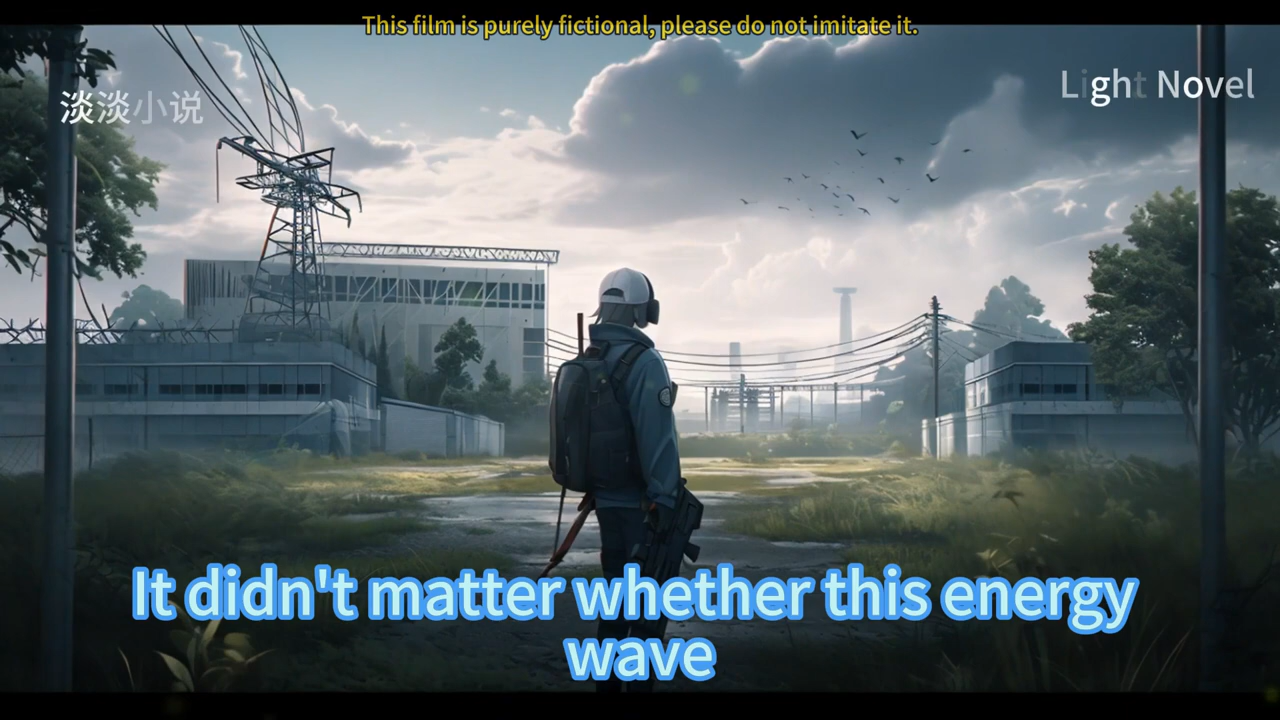 This film is purely fictional, please do not imitate it.
淡淡小说
Light Novel
It didn't matter whether this energy
wave